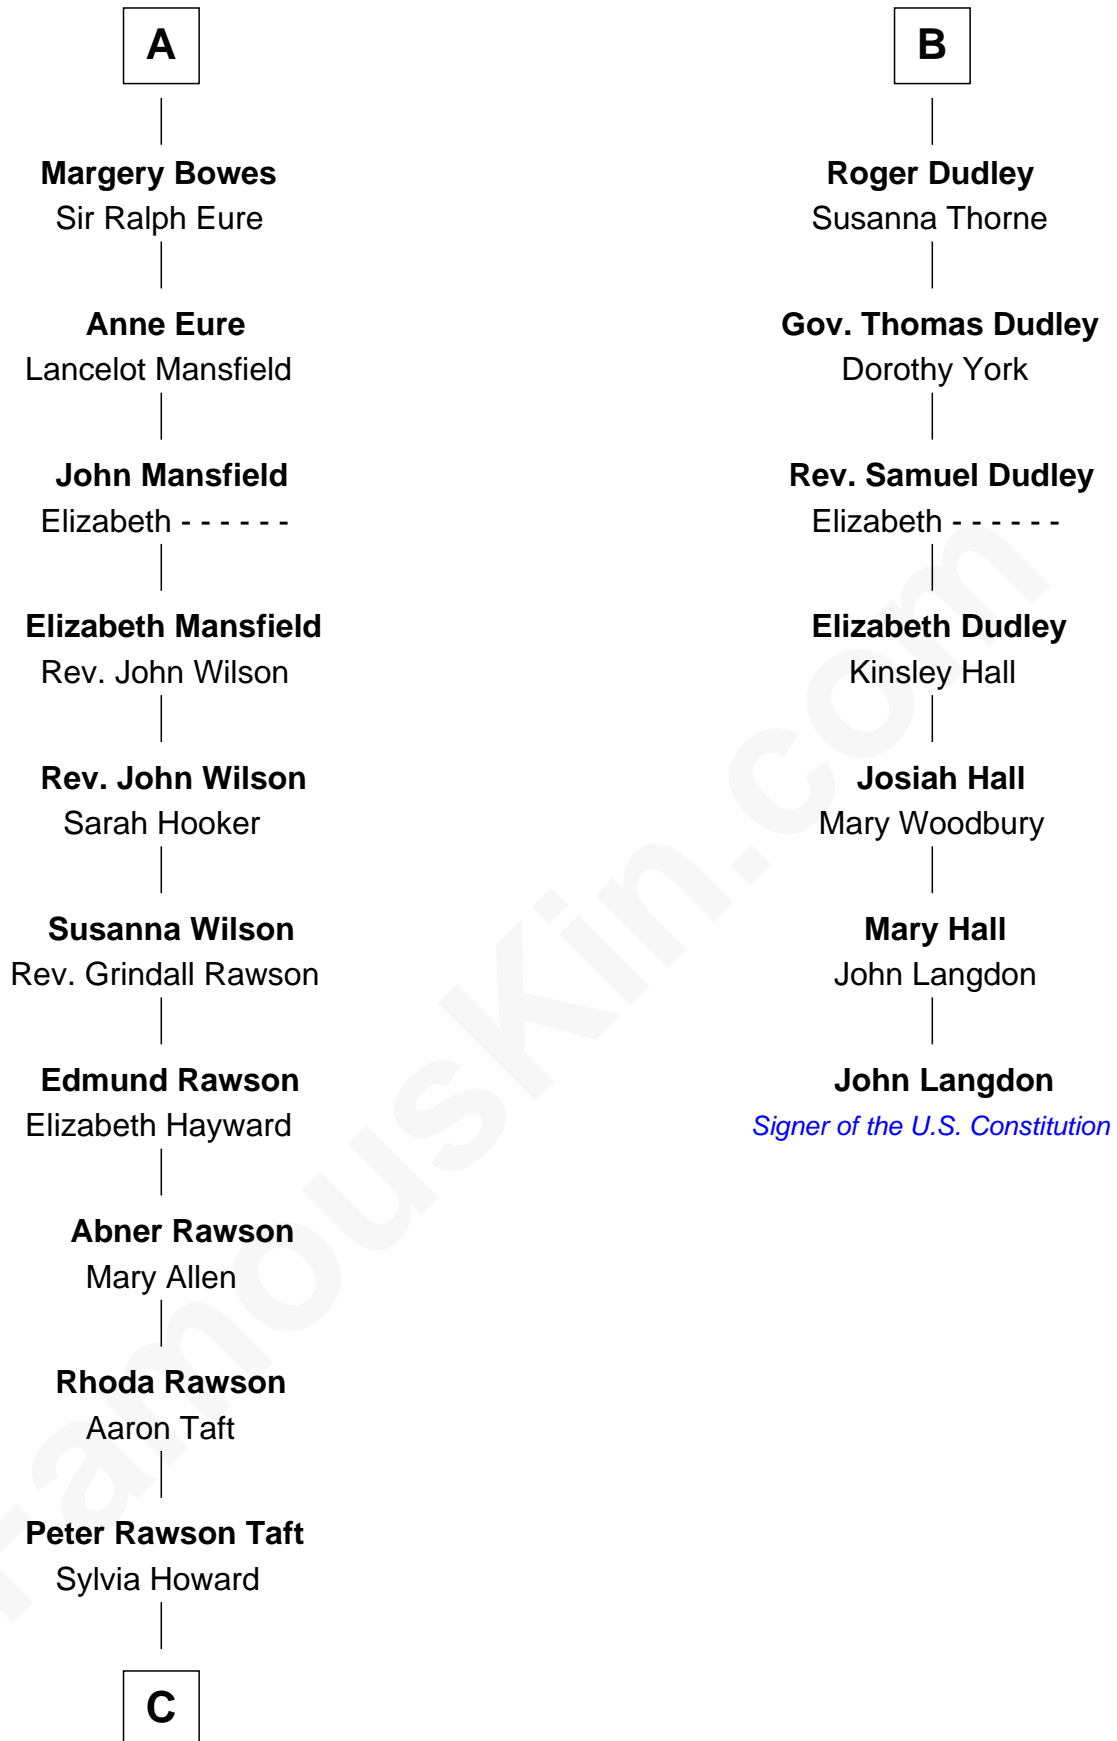 A
Margery Bowes
Sir Ralph Eure
Anne Eure
Lancelot Mansfield
John Mansfield
Elizabeth - - - - - -
Elizabeth Mansfield
Rev. John Wilson
Rev. John Wilson
Sarah Hooker
Susanna Wilson
Rev. Grindall Rawson
Edmund Rawson
Elizabeth Hayward
Abner Rawson
Mary Allen
Rhoda Rawson
Aaron Taft
Peter Rawson Taft
Sylvia Howard
C
B
Roger Dudley
Susanna Thorne
Gov. Thomas Dudley
Dorothy York
Rev. Samuel Dudley
Elizabeth - - - - - -
Elizabeth Dudley
Kinsley Hall
Josiah Hall
Mary Woodbury
Mary Hall
John Langdon
John Langdon
Signer of the U.S. Constitution
FamousKin.com